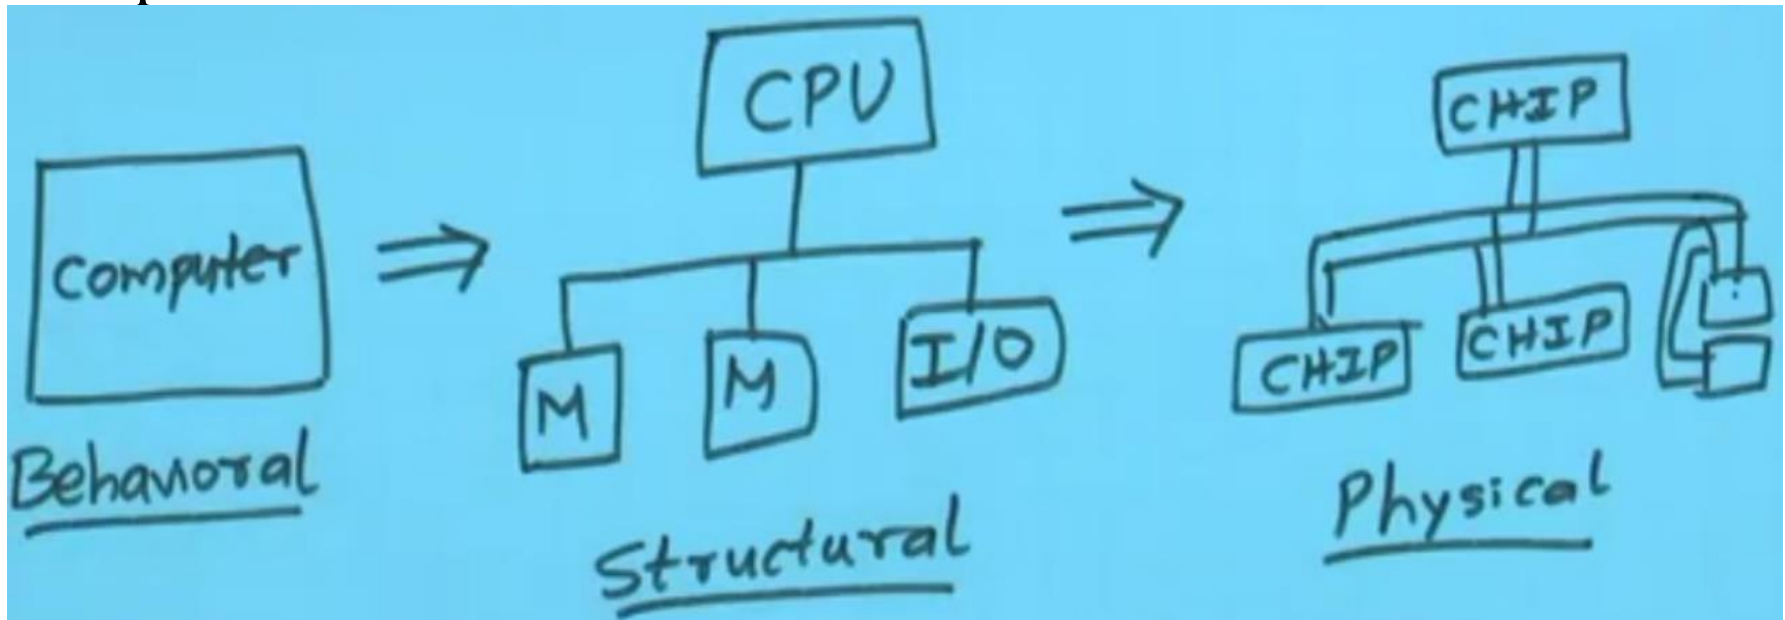 Computer
Behavioral
CPU
M
M
I/O
Structural
CHIP
CHIP
CHIP
Physical